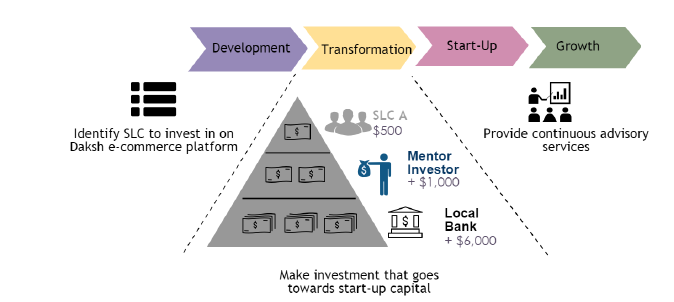 Development
Transformation
Start-Up
Growth
Identify SLC to invest in on
Daksh e-commerce platform
SLC A
$500
Mentor
Investor
+ $1,000
Local
Bank
+ $6,000
Provide continuous advisory
services
$
$ $
$ $ $
$
$
Make investment that goes
towards start-up capital